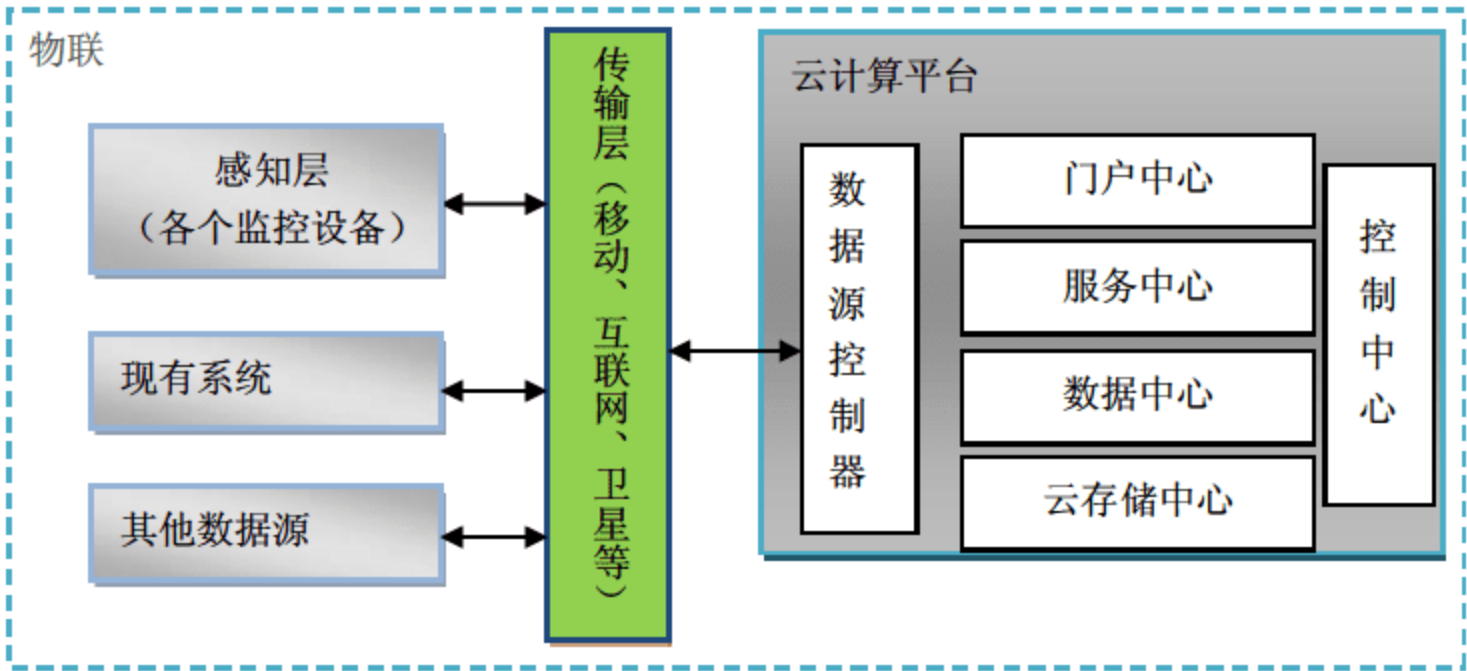 物联
感知层
（各个监控设备）
现有系统
其他数据源
传输层（移动、互联网、卫星等）
云计算平台
数据源控制器
门户中心
服务中心
数据中心
云存储中心
控制中心